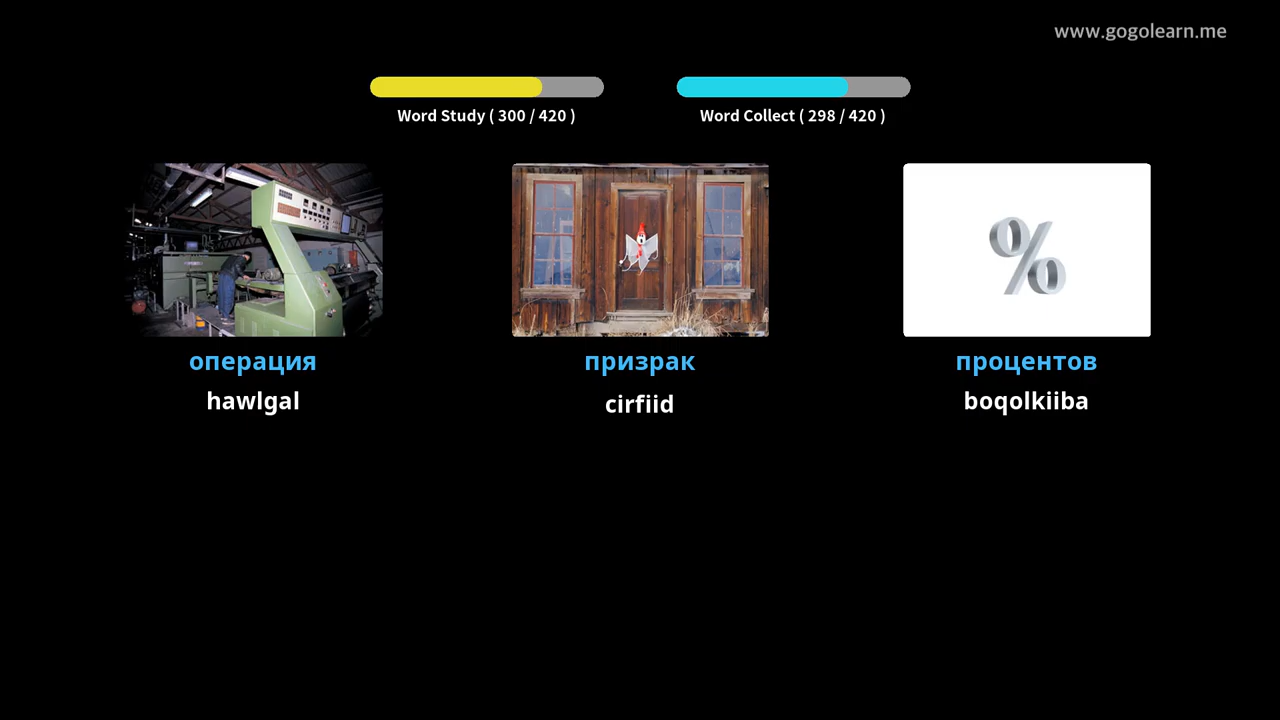 www.gogolearn.me
Word Study ( 300 / 420 )
Word Collect ( 298 / 420 )
%
операция
призрак
процентов
hawlgal
cirfiid
boqolkiiba